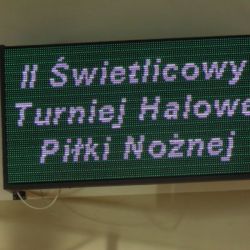 II Świetlicowy
Turniej Halowe
Piłki Nożnej